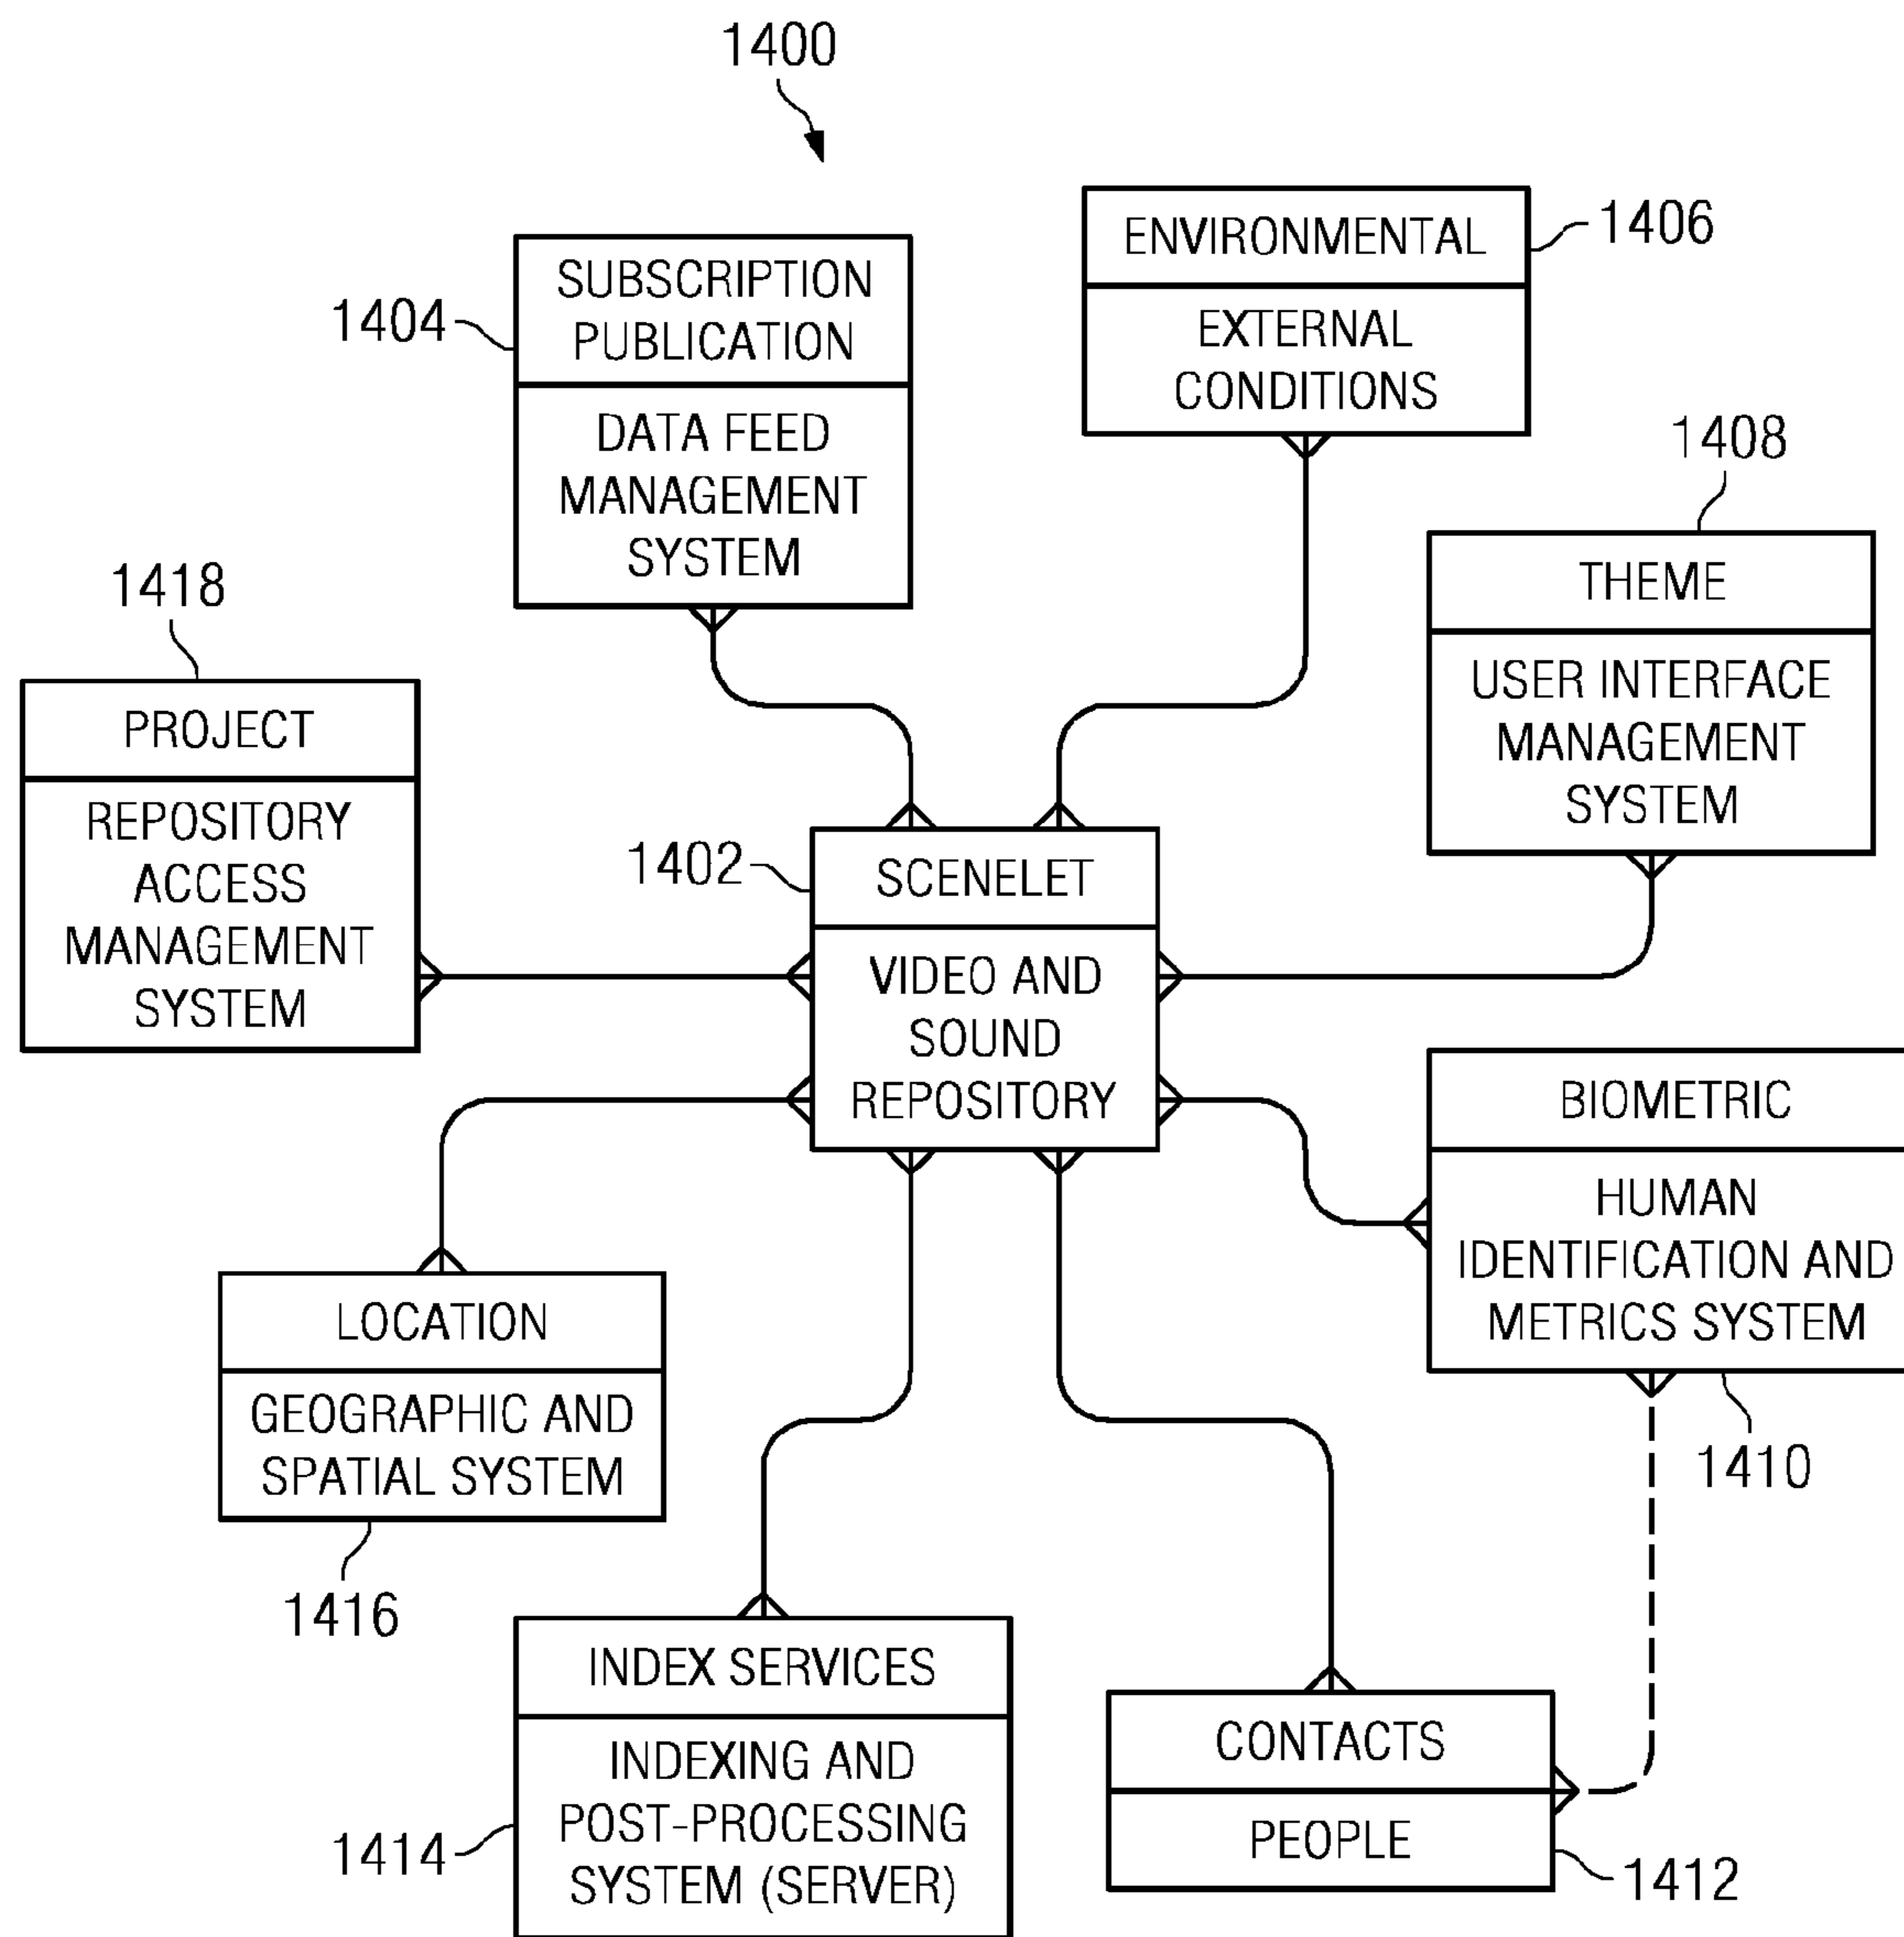 1400
ENVIRONMENTAL
EXTERNAL
CONDITIONS
1406
SUBSCRIPTION
PUBLICATION
DATA FEED
MANAGEMENT
SYSTEM
1404
1408
THEME
USER INTERFACE
MANAGEMENT
SYSTEM
1418
PROJECT
REPOSITORY
ACCESS
MANAGEMENT
SYSTEM
1402
SCENELET
VIDEO AND
SOUND
REPOSITORY
BIOMETRIC
HUMAN
IDENTIFICATION AND
METRICS SYSTEM
1410
LOCATION
GEOGRAPHIC AND
SPATIAL SYSTEM
1416
INDEX SERVICES
INDEXING AND
POST-PROCESSING
SYSTEM (SERVER)
1414
CONTACTS
PEOPLE
1412